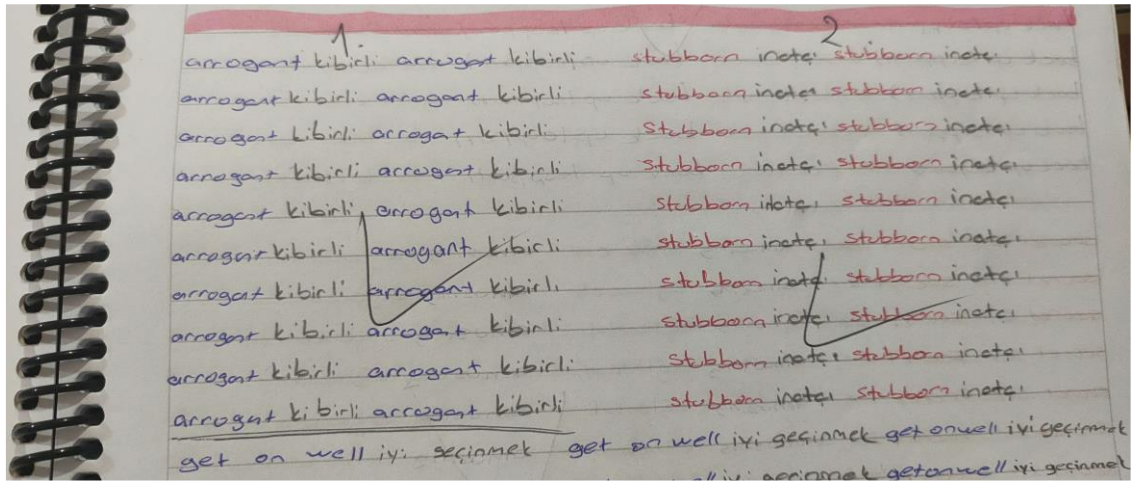 1. 2
arrogant kibirli arrogant kibirli stubborn inatçı stubborn inatçı
arrogant kibirli arrogant kibirli stubborn inatçı stubborn inatçı
arrogant kibirli arrogat kibirli stubborn inatçı stubborn inatçı
arrogant kibirli arrogant kibirli stubborn inatçı stubborn inatçı
arrogant kibirli arrogant kibirli stubborn inatçı stubborn inatçı
arrogant kibirli arrogant kibirli stubborn inatçı stubborn inatçı
arrogant kibirli arrogant kibirli stubborn inatçı stubborn inatçı
arrogant kibirli arrogant kibirli stubborn inatçı stubborn inatçı
arrogant kibirli arrogant kibirli stubborn inatçı stubborn inatçı
arrogant kibirli arrogant kibirli stubborn inatçı stubborn inatçı
get on well iyi geçinmek get on well iyi geçinmek get on well iyi geçinmek
iyi geçinmek get on well iyi geçinmek